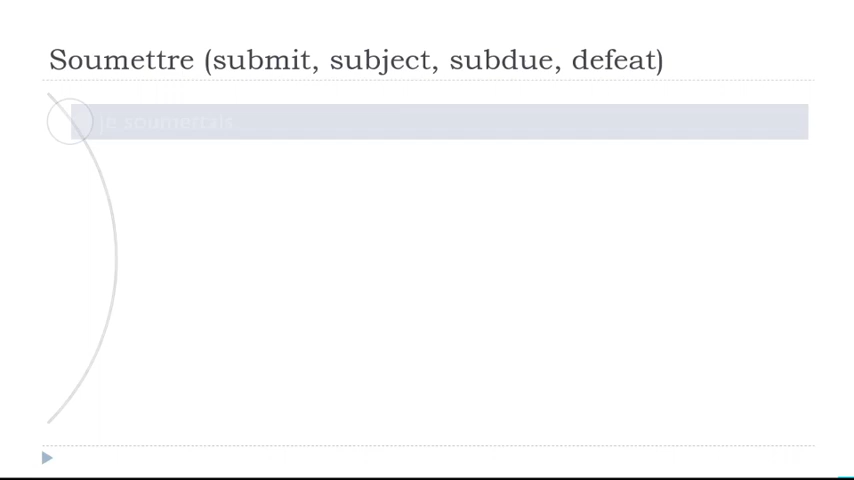 Soumettre (submit, subject, subdue, defeat)
je soumettais